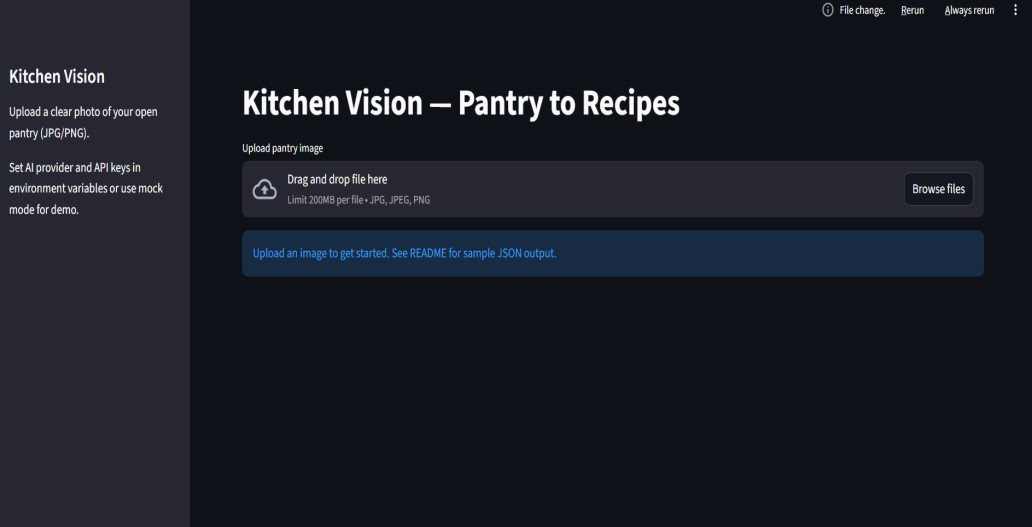 File change. Rerun Always rerun
Kitchen Vision
Upload a clear photo of your open
pantry (JPG/PNG).
Set AI provider and API keys in
environment variables or use mock
mode for demo.
Kitchen Vision — Pantry to Recipes
Upload pantry image
Drag and drop file here
Limit 200MB per file • JPG, JPEG, PNG
Browse files
Upload an image to get started. See README for sample JSON output.